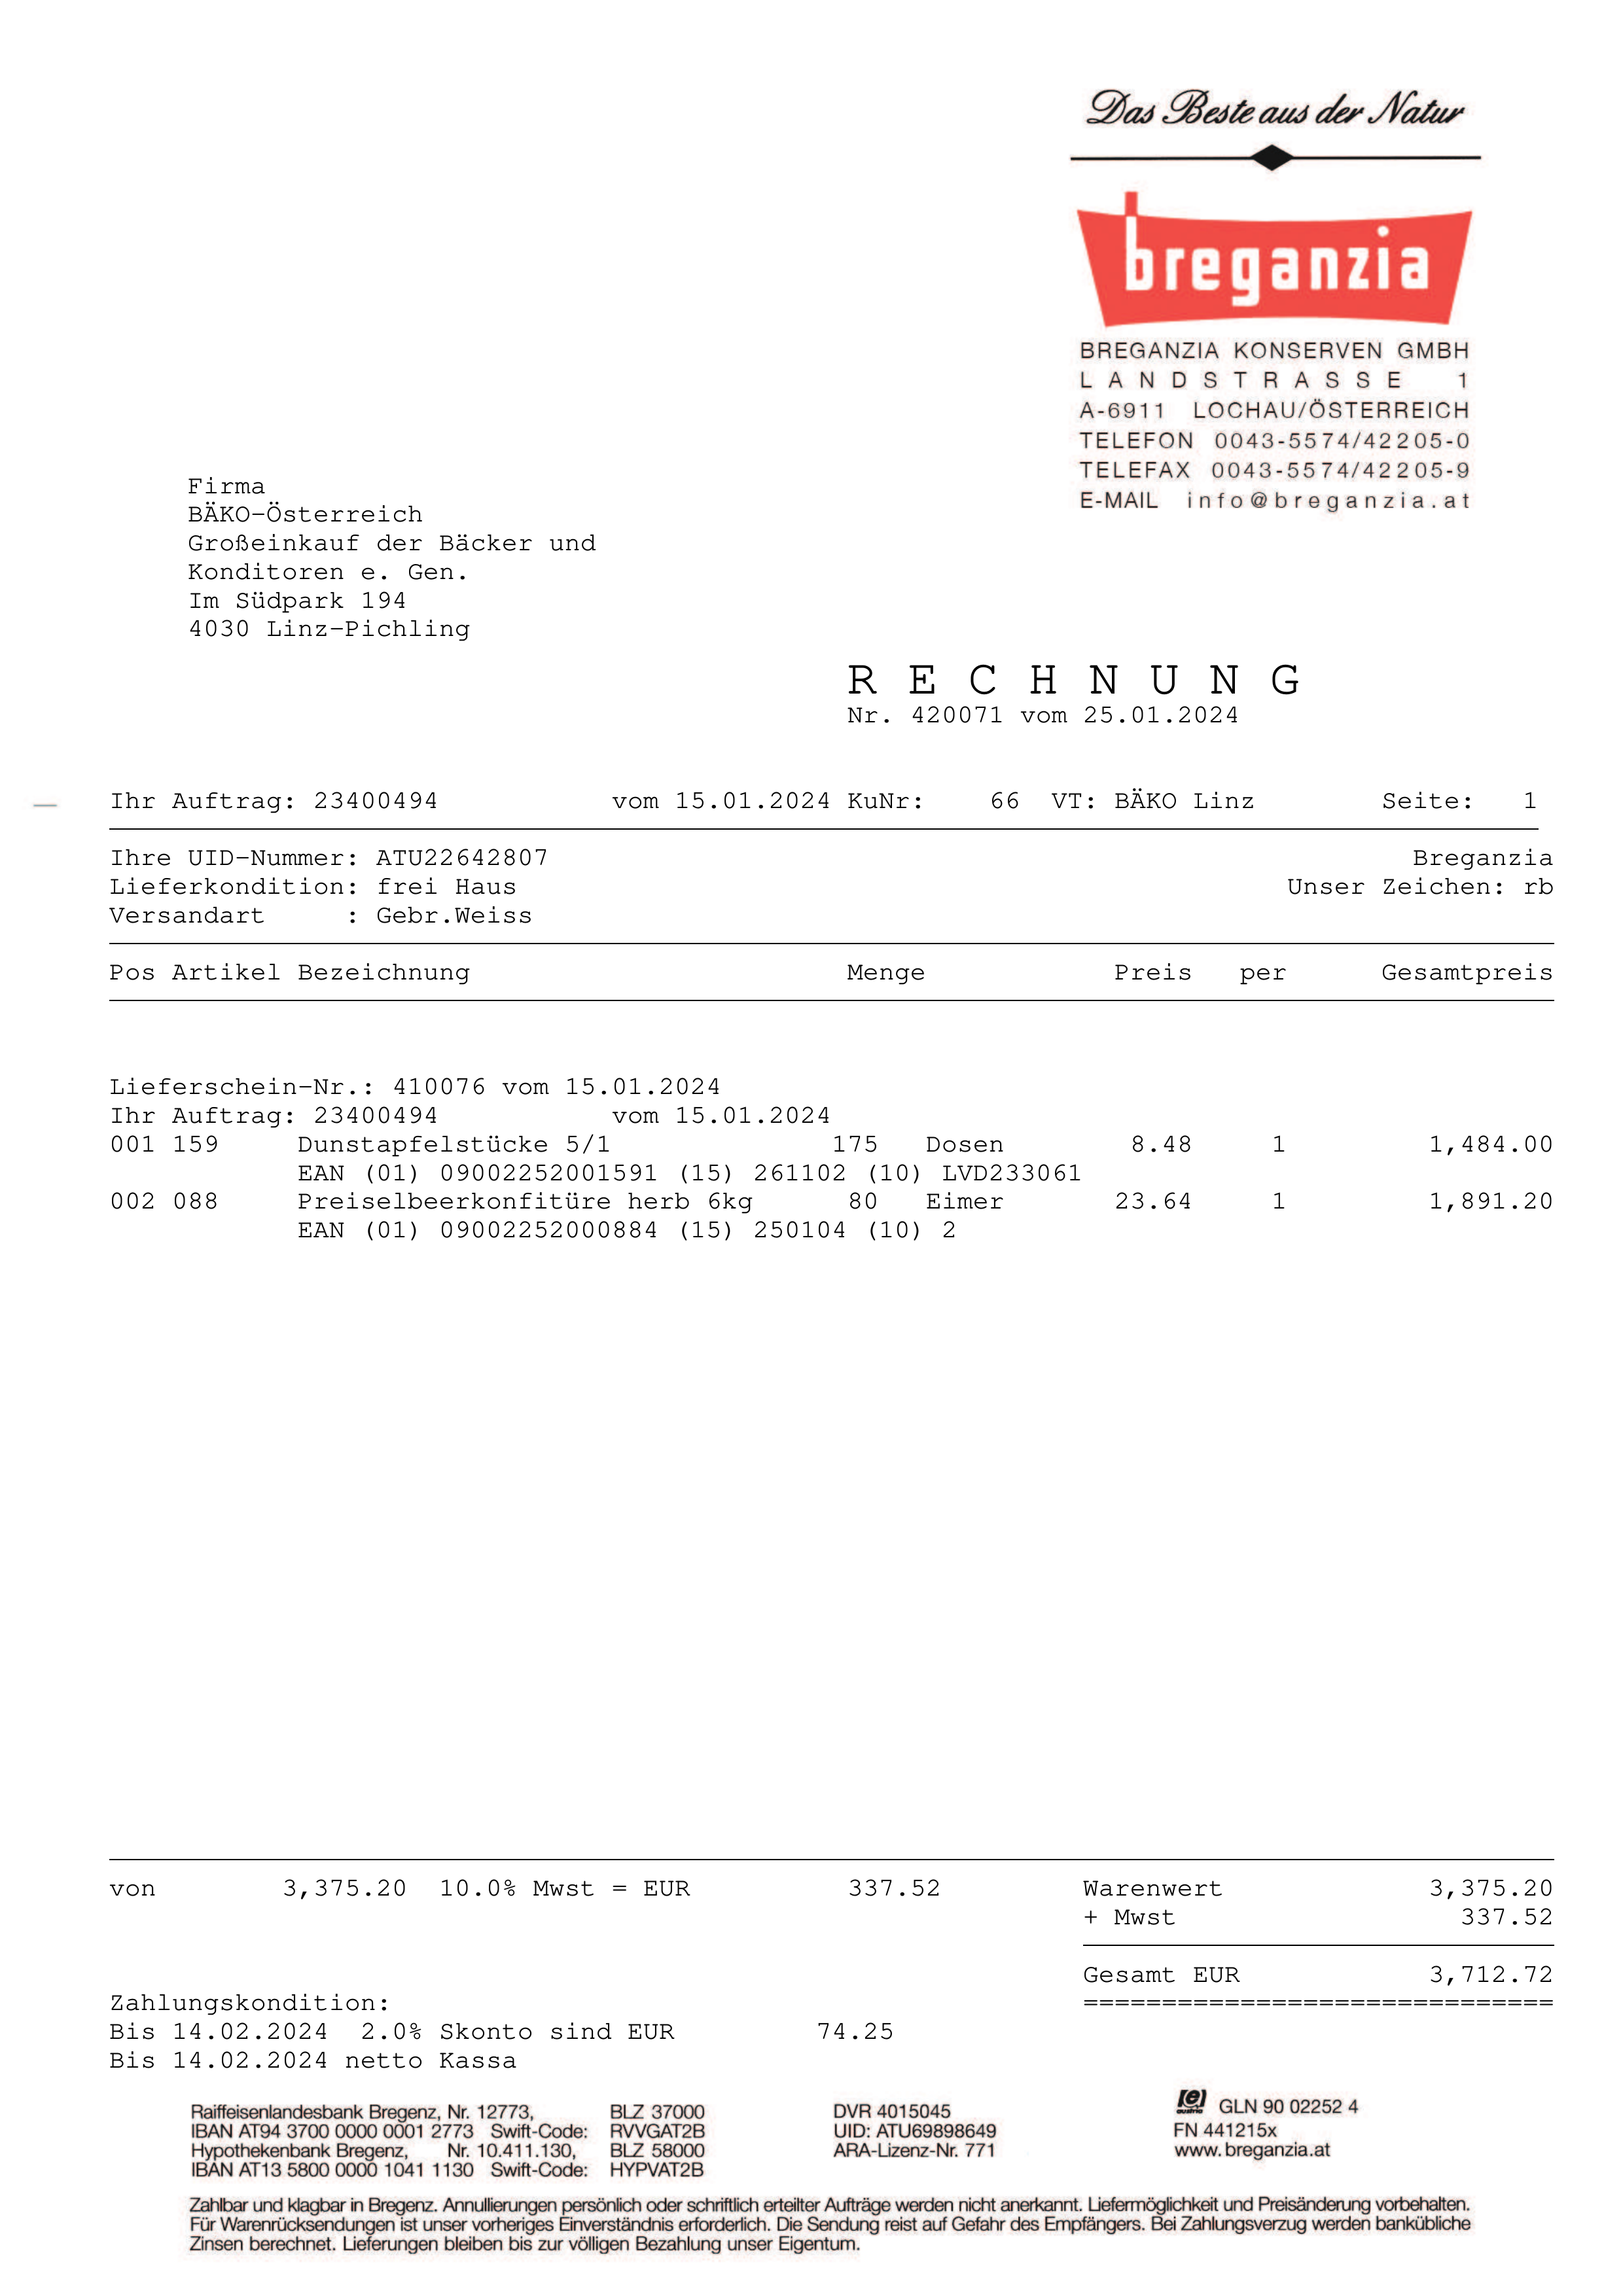 Das Beste aus der Natur
breganzia
BREGANZIA KONSERVEN GMBH
LANDSTRASSE 1
A-6911 LOCHAU/ÖSTERREICH
TELEFON 0043-5574/42205-0
TELEFAX 0043-5574/42205-9
E-MAIL info@breganzia.at
Firma
BÄKO-Österreich
Großeinkauf der Bäcker und
Konditoren e. Gen.
Im Südpark 194
4030 Linz-Pichling
R E C H N U N G
Nr. 420071 vom 25.01.2024
Ihr Auftrag: 23400494 vom 15.01.2024 KuNr: 66 VT: BÄKO Linz Seite: 1
Ihre UID-Nummer: ATU22642807 Breganzia
Lieferkondition: frei Haus Unser Zeichen: rb
Versandart : Gebr.Weiss
Pos Artikel Bezeichnung Menge Preis per Gesamtpreis
Lieferschein-Nr.: 410076 vom 15.01.2024
Ihr Auftrag: 23400494 vom 15.01.2024
001 159 Dunstapfelstücke 5/1 175 Dosen 8.48 1 1,484.00
EAN (01) 09002252001591 (15) 261102 (10) LVD233061
002 088 Preiselbeerkonfitüre herb 6kg 80 Eimer 23.64 1 1,891.20
EAN (01) 09002252000884 (15) 250104 (10) 2
von 3,375.20 10.0% Mwst = EUR 337.52 Warenwert 3,375.20
+ Mwst 337.52
Gesamt EUR 3,712.72
Zahlungskondition: ==============================
Bis 14.02.2024 2.0% Skonto sind EUR 74.25
Bis 14.02.2024 netto Kassa
Raiffeisenlandesbank Bregenz, Nr. 12773, BLZ 37000 DVR 4015045 [e] austria GLN 90 02252 4
IBAN AT94 3700 0000 0001 2773 Swift-Code: RVVGAT2B UID: ATU69898649 FN 441215x
Hypothekenbank Bregenz, Nr. 10.411.130, BLZ 58000 ARA-Lizenz-Nr. 771 www.breganzia.at
IBAN AT13 5800 0000 1041 1130 Swift-Code: HYPVAT2B
Zahlbar und klagbar in Bregenz. Annullierungen persönlich oder schriftlich erteilter Aufträge werden nicht anerkannt. Liefermöglichkeit und Preisänderung vorbehalten.
Für Warenrücksendungen ist unser vorheriges Einverständnis erforderlich. Die Sendung reist auf Gefahr des Empfängers. Bei Zahlungsverzug werden bankübliche
Zinsen berechnet. Lieferungen bleiben bis zur völligen Bezahlung unser Eigentum.